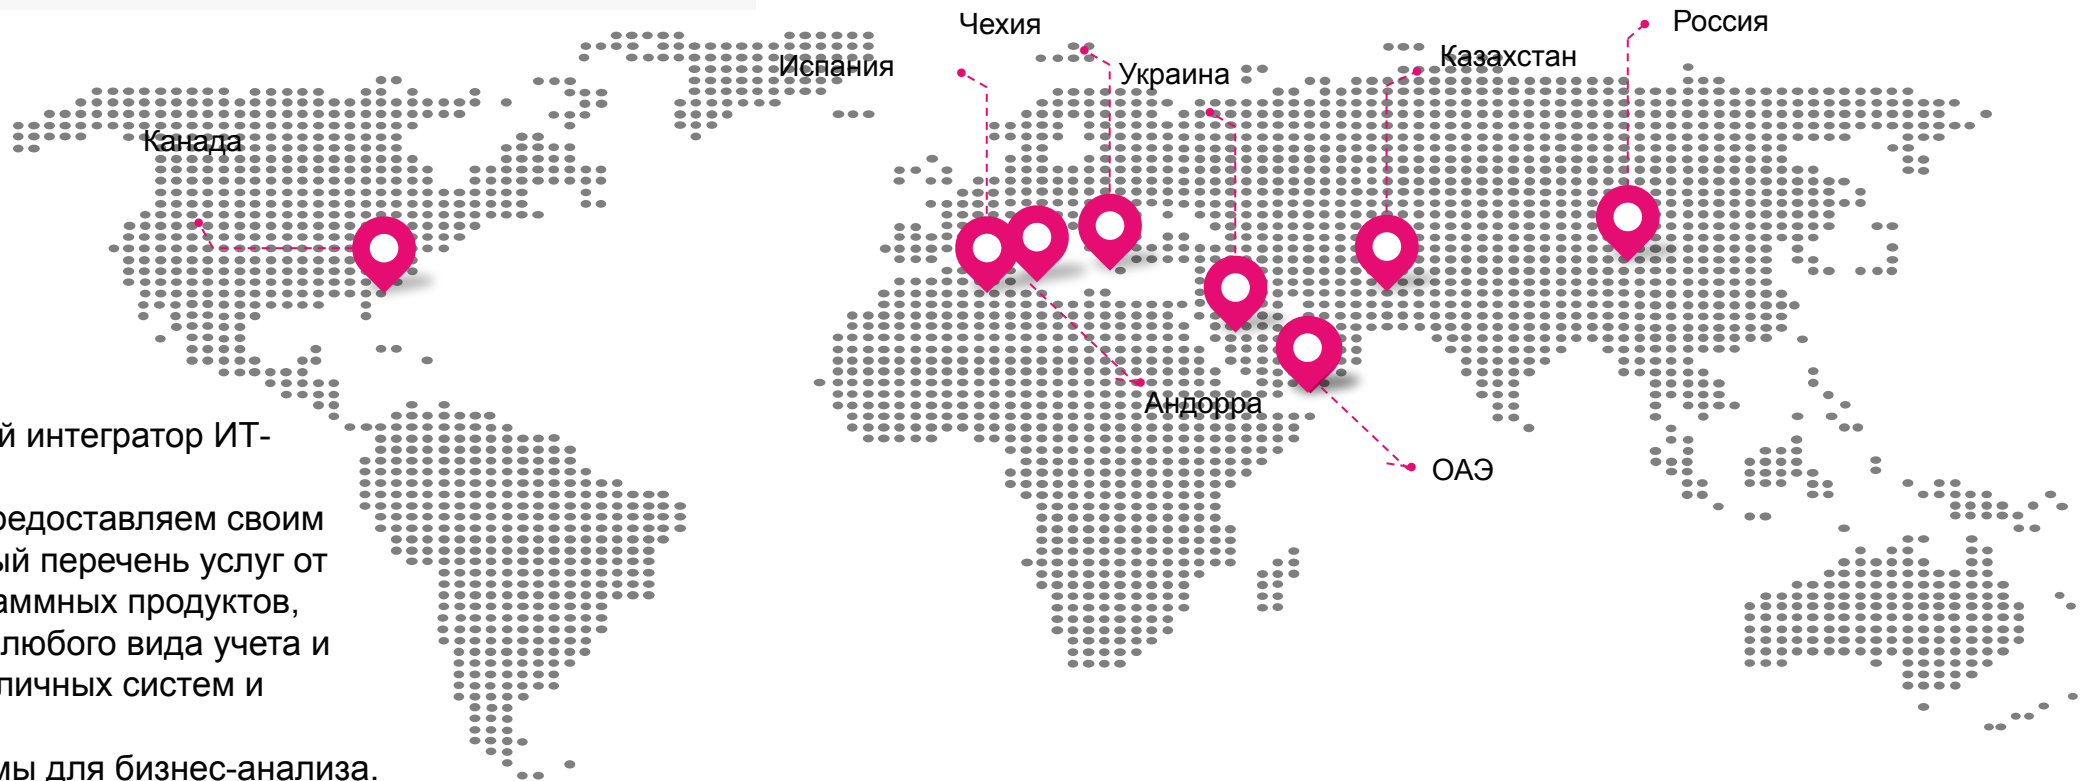 Чехия
Россия
Испания
Украина
Казахстан
Канада
Андорра
ОАЭ
й интегратор ИТ-
редоставляем своим
ый перечень услуг от
аммных продуктов,
любого вида учета и
личных систем и
мы для бизнес-анализа.